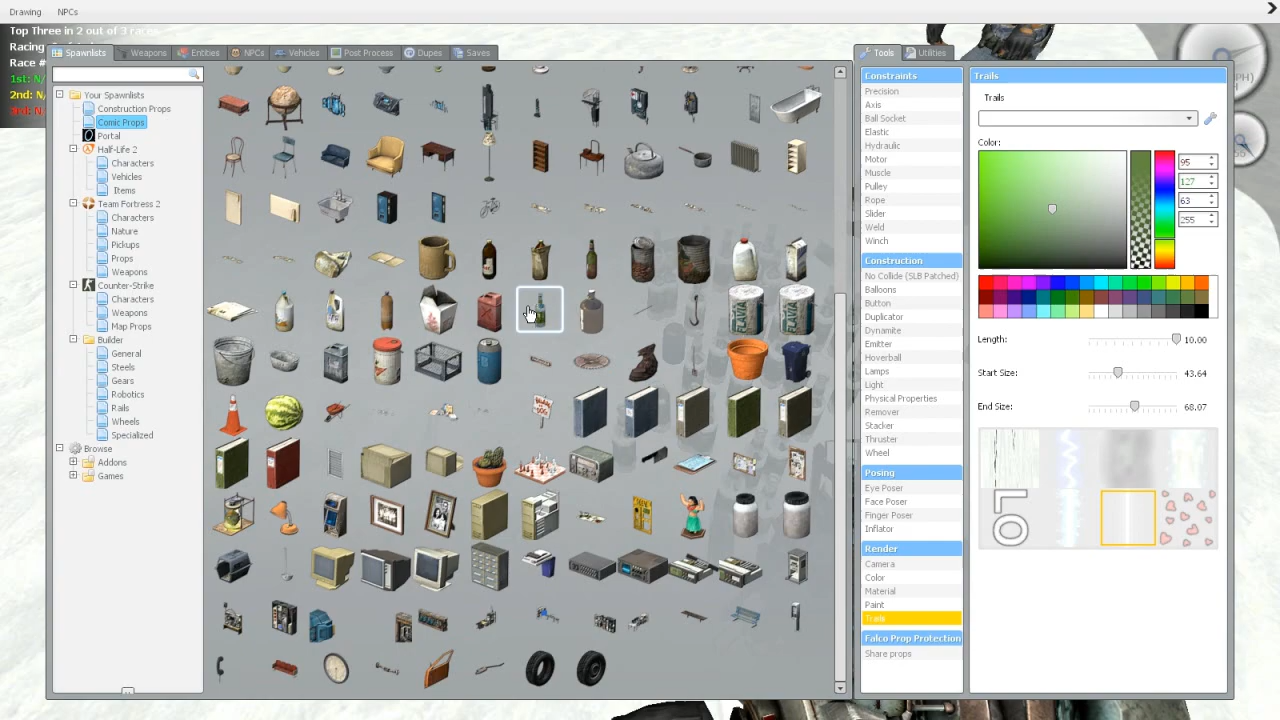 Drawing NPCs
Top Three in 2 out of 3 races
Racing
Race #
1st: N/
2nd: N/
3rd: N/
Spawnlists Weapons Entities NPCs Vehicles Post Process Dupes Saves
Your Spawnlists
Construction Props
Comic Props
Portal
Half-Life 2
Characters
Vehicles
Items
Team Fortress 2
Characters
Nature
Pickups
Props
Weapons
Counter-Strike
Characters
Weapons
Map Props
Builder
General
Steels
Gears
Robotics
Rails
Wheels
Specialized
Browse
Addons
Games
FLAVIA FLAVIA
Tools Utilities
Constraints
Precision
Axis
Ball Socket
Elastic
Hydraulic
Motor
Muscle
Pulley
Rope
Slider
Weld
Winch
Construction
No Collide (SLB Patched)
Balloons
Button
Duplicator
Dynamite
Emitter
Hoverball
Lamps
Light
Physical Properties
Remover
Stacker
Thruster
Wheel
Posing
Eye Poser
Face Poser
Finger Poser
Inflator
Render
Camera
Color
Material
Paint
Trails
Falco Prop Protection
Share props
Trails
Trails
Color:
95
127
63
255
Length: 10.00
Start Size: 43.64
End Size: 68.07
LO
PH)